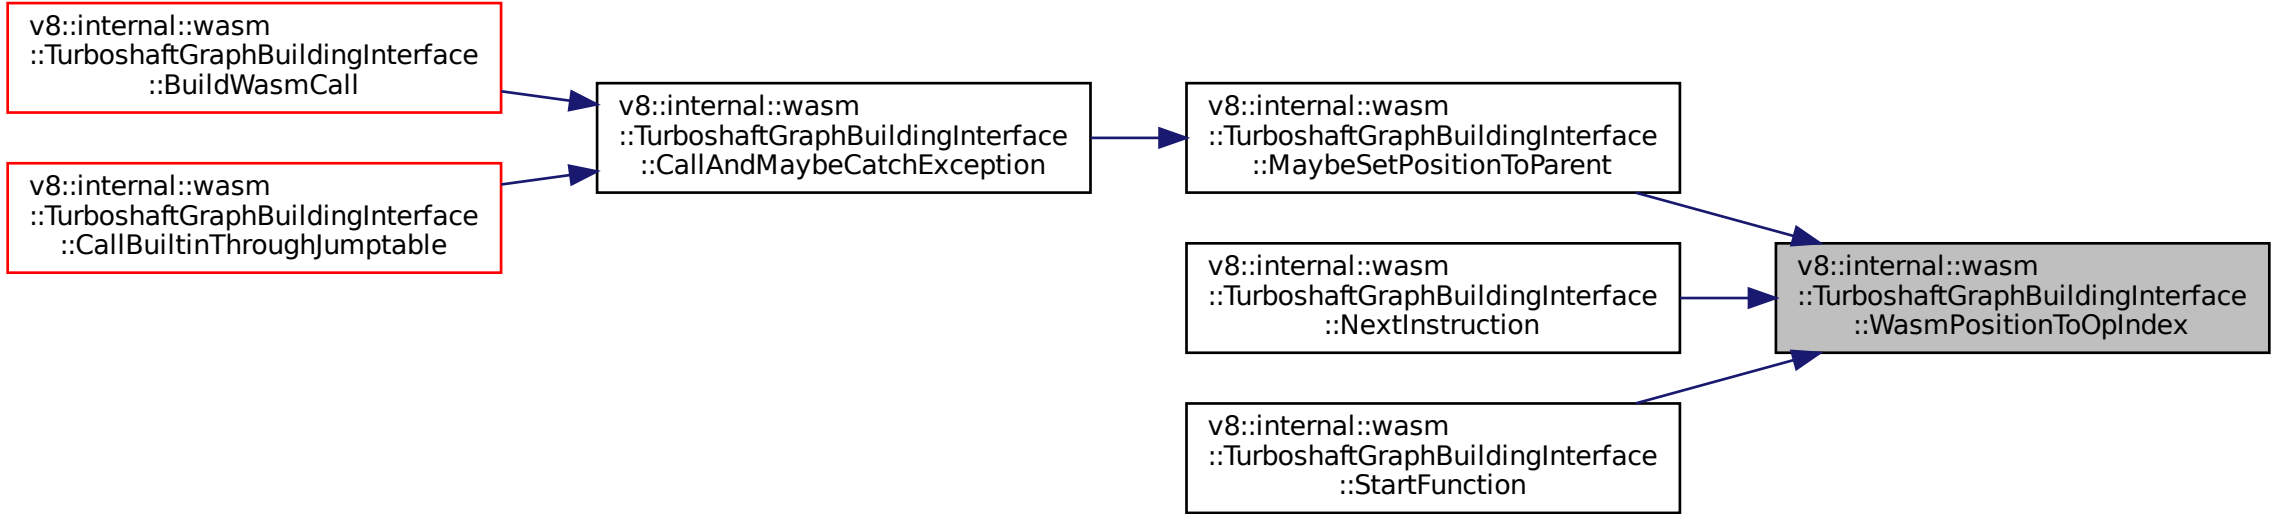 v8::internal::wasm
::TurboshaftGraphBuildingInterface
::BuildWasmCall
v8::internal::wasm
::TurboshaftGraphBuildingInterface
::CallBuiltinThroughJumptable
v8::internal::wasm
::TurboshaftGraphBuildingInterface
::CallAndMaybeCatchException
v8::internal::wasm
::TurboshaftGraphBuildingInterface
::MaybeSetPositionToParent
v8::internal::wasm
::TurboshaftGraphBuildingInterface
::NextInstruction
v8::internal::wasm
::TurboshaftGraphBuildingInterface
::StartFunction
v8::internal::wasm
::TurboshaftGraphBuildingInterface
::WasmPositionToOpIndex